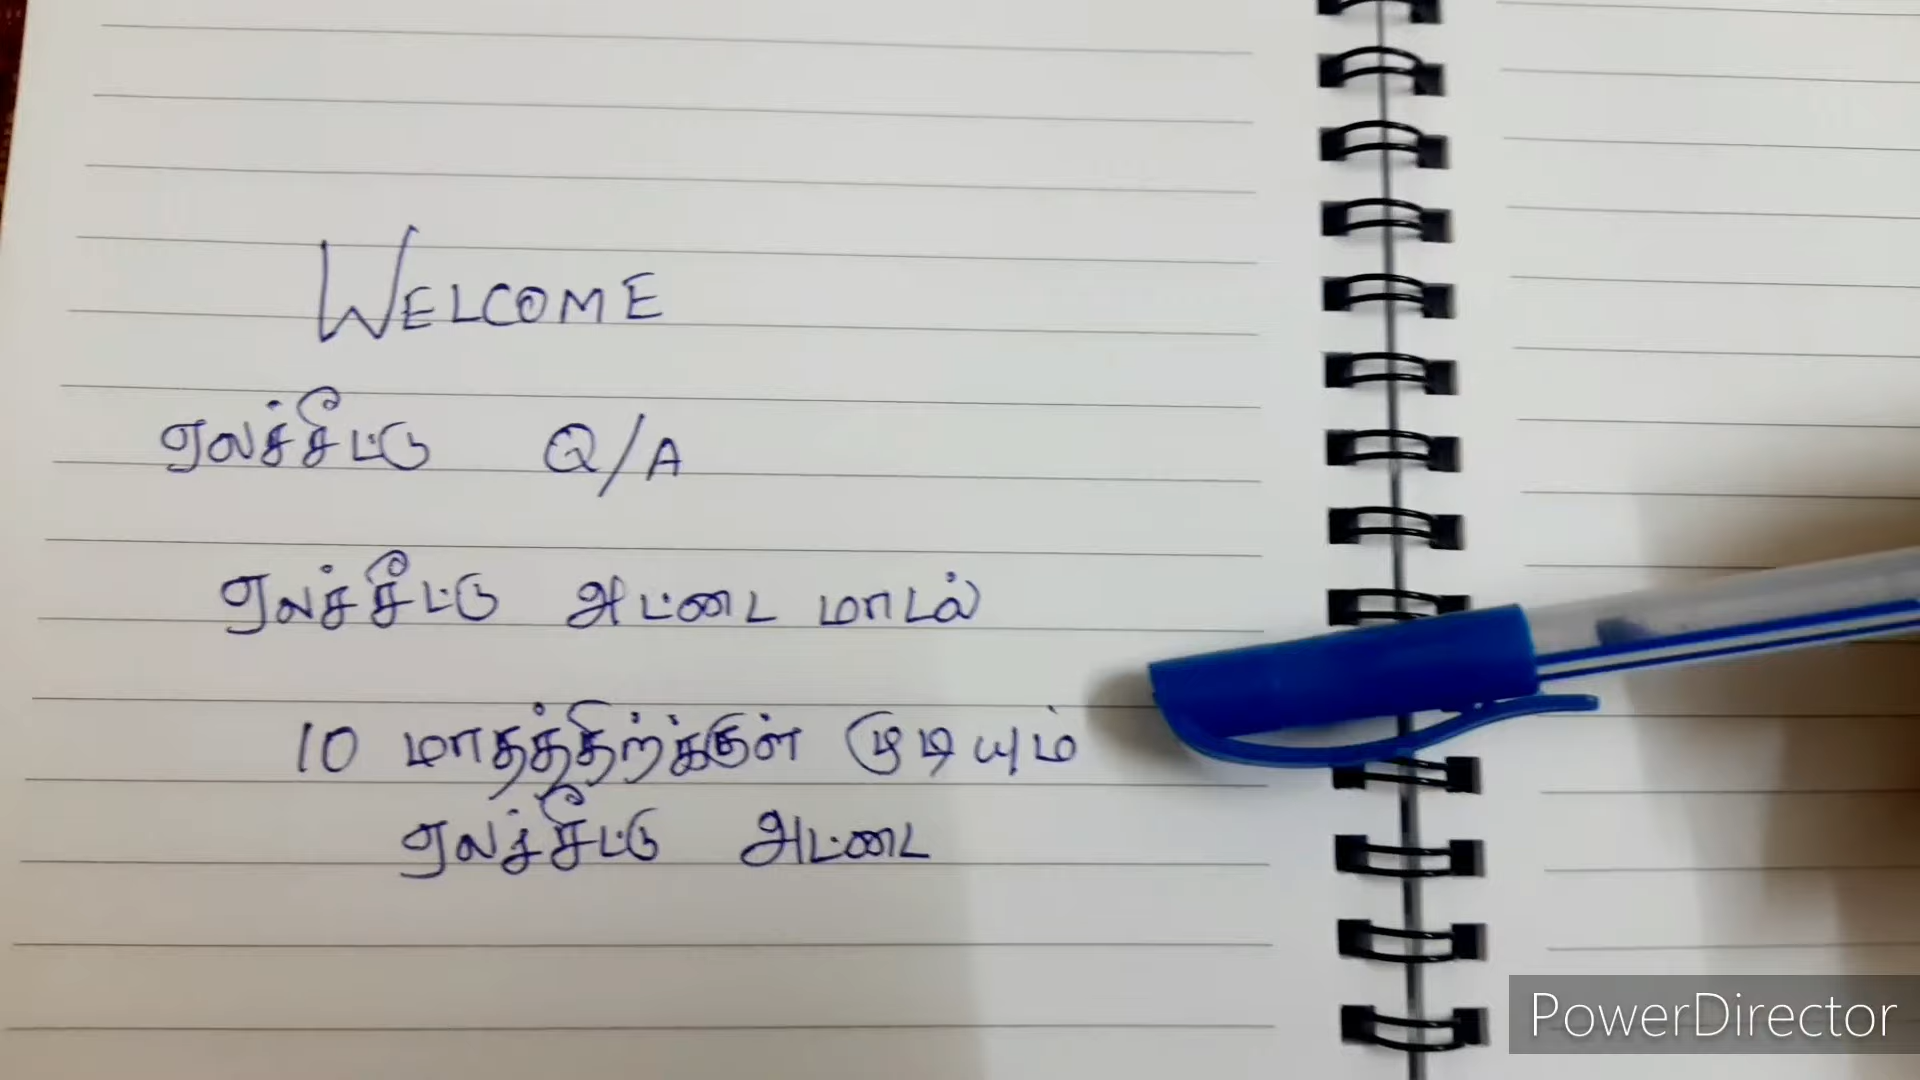 WELCOME
ஏலச்சீட்டு Q/A
ஏலச்சீட்டு அட்டை மாடல்
10 மாதத்திற்க்குள் முடியும்
ஏலச்சீட்டு அட்டை
PowerDirector